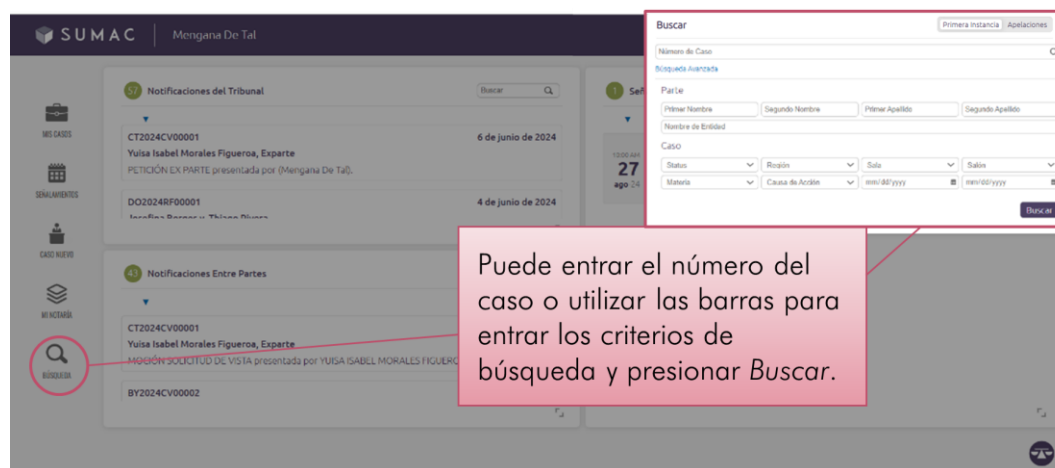 SUMAC
Mengana De Tal
MIS CASOS
SEÑALAMIENTOS
CASO NUEVO
MI NOTARÍA
BÚSQUEDA
57 Notificaciones del Tribunal
Buscar
CT2024CV00001 6 de junio de 2024
Yuisa Isabel Morales Figueroa, Exparte
PETICIÓN EX PARTE presentada por (Mengana De Tal).
DO2024RF00001 4 de junio de 2024
43 Notificaciones Entre Partes
CT2024CV00001
Yuisa Isabel Morales Figueroa, Exparte
MOCIÓN SOLICITUD DE VISTA presentada por YUISA ISABEL MORALES
BY2024CV00002
1 Señ
10:00 AM
27
ago 24
Buscar
Primera Instancia Apelaciones
Número de Caso
Búsqueda Avanzada
Parte
Primer Nombre Segundo Nombre Primer Apellido Segundo Apellido
Nombre de Entidad
Caso
Status Región Sala Salón
Materia Causa de Acción mm/dd/yyyy mm/dd/yyyy
Buscar
Puede entrar el número del
caso o utilizar las barras para
entrar los criterios de
búsqueda y presionar Buscar.